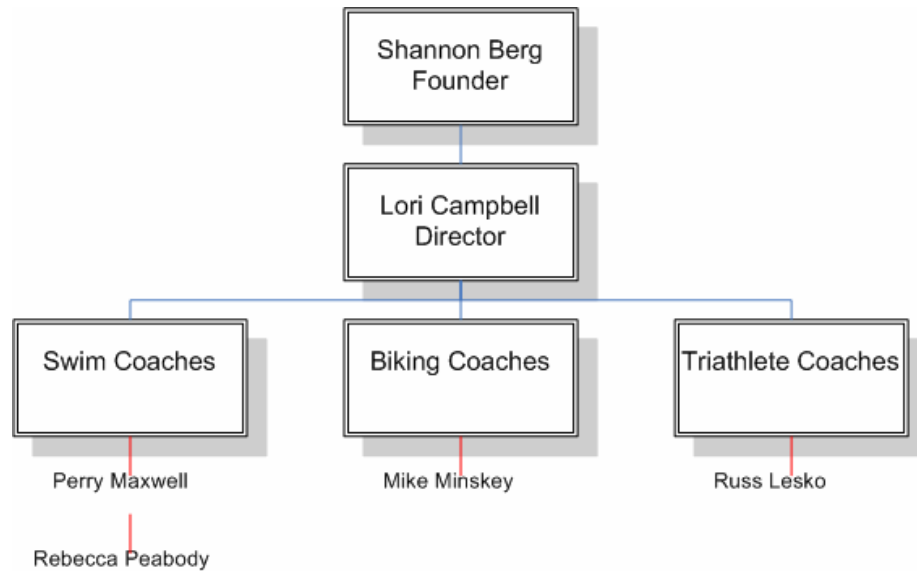 Shannon Berg
Founder
Lori Campbell
Director
Swim Coaches
Biking Coaches
Triathlete Coaches
Perry Maxwell
Mike Minskey
Russ Lesko
Rebecca Peabody